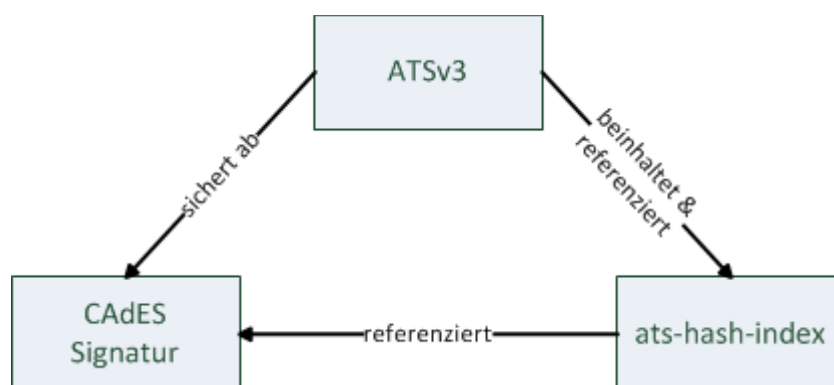 ATSv3
sichert ab
beinhaltet &
referenziert
CAdES
Signatur
referenziert
ats-hash-index